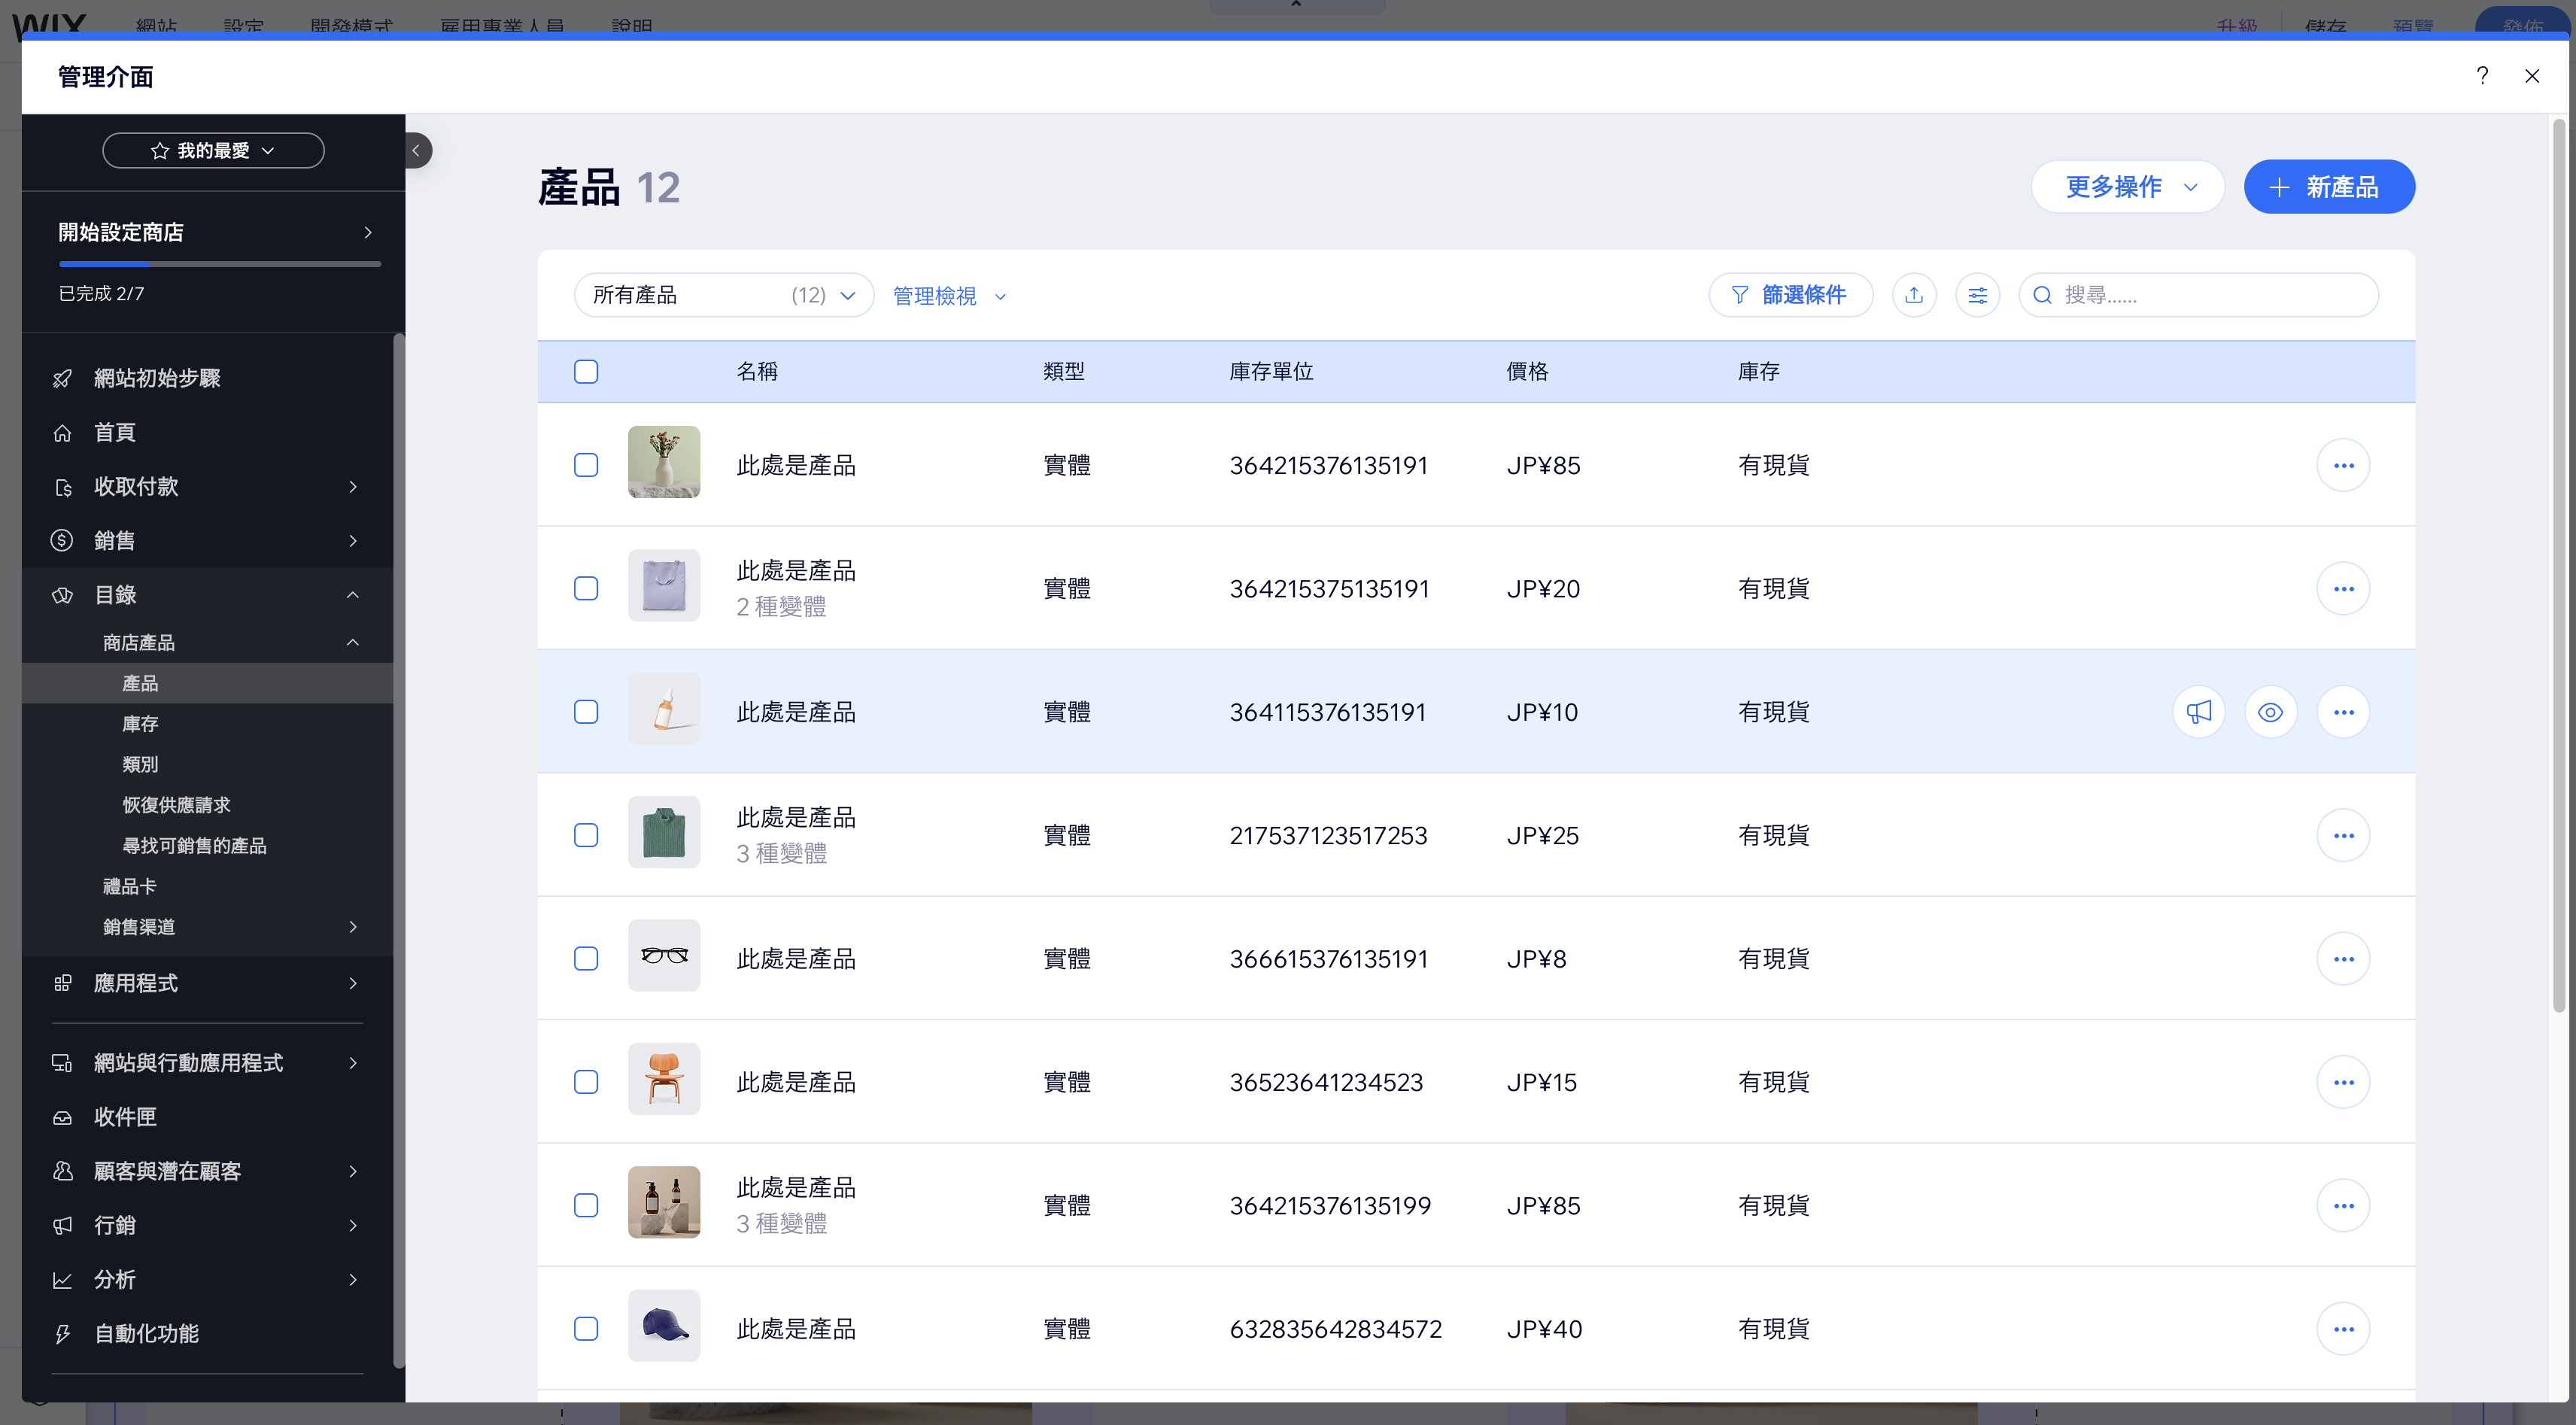 WIX 網站 設定 開發模式 雇用專業人員 說明 升級 儲存 預覽 發佈
管理介面
我的最愛
開始設定商店
已完成 2/7
網站初始步驟
首頁
收取付款
銷售
目錄
商店產品
產品
庫存
類別
恢復供應請求
尋找可銷售的產品
禮品卡
銷售渠道
應用程式
網站與行動應用程式
收件匣
顧客與潛在顧客
行銷
分析
自動化功能
產品 12
更多操作
新產品
所有產品 (12) 管理檢視 篩選條件 搜尋......
名稱 類型 庫存單位 價格 庫存
此處是產品 實體 364215376135191 JP¥85 有現貨
此處是產品
2 種變體
實體 364215375135191 JP¥20 有現貨
此處是產品 實體 364115376135191 JP¥10 有現貨
此處是產品
3 種變體
實體 217537123517253 JP¥25 有現貨
此處是產品 實體 366615376135191 JP¥8 有現貨
此處是產品 實體 36523641234523 JP¥15 有現貨
此處是產品
3 種變體
實體 364215376135199 JP¥85 有現貨
此處是產品 實體 632835642834572 JP¥40 有現貨